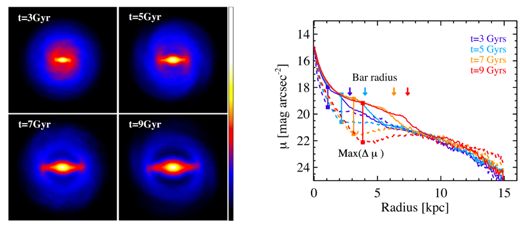 t=3Gyr
t=5Gyr
t=7Gyr
t=9Gyr
t=3 Gyrs
t=5 Gyrs
t=7 Gyrs
t=9 Gyrs
Bar radius
Max(Δ μ )
μ [mag arcsec⁻²]
14
16
18
20
22
24
0
5
10
15
Radius [kpc]